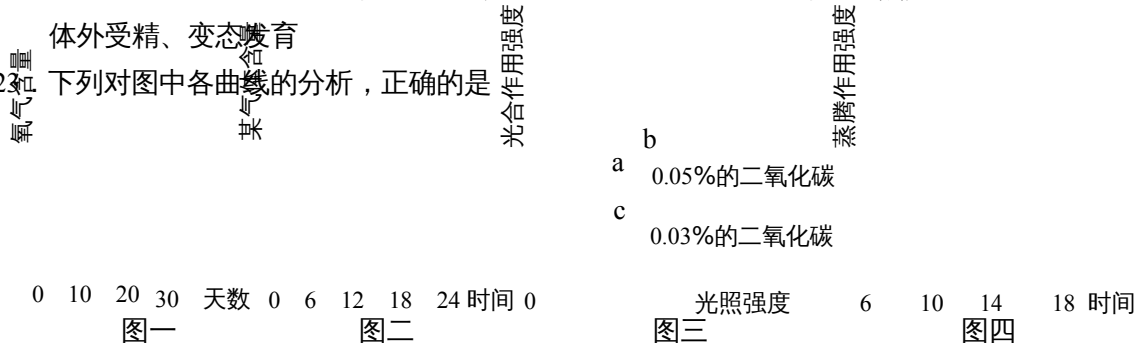 体外受精、变态发育
23．下列对图中各曲线的分析，正确的是
氧气含量
某气体含量
光合作用强度
蒸腾作用强度
b
a
0.05%的二氧化碳
c
0.03%的二氧化碳
0 10 20 30 天数
0 6 12 18 24 时间
0 光照强度
6 10 14 18 时间
图一 图二 图三 图四